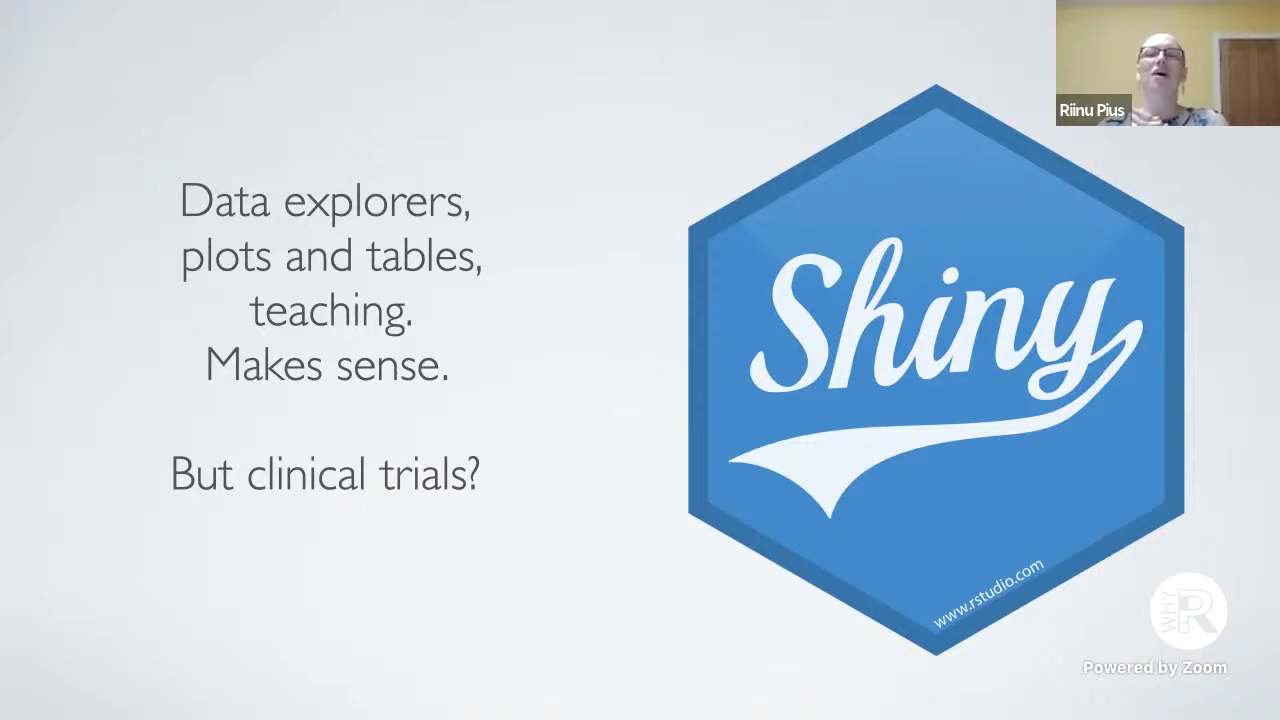 Riinu Pius
Data explorers,
plots and tables,
teaching.
Makes sense.
But clinical trials?
Shiny
www.rstudio.com
WHY R
Powered by Zoom